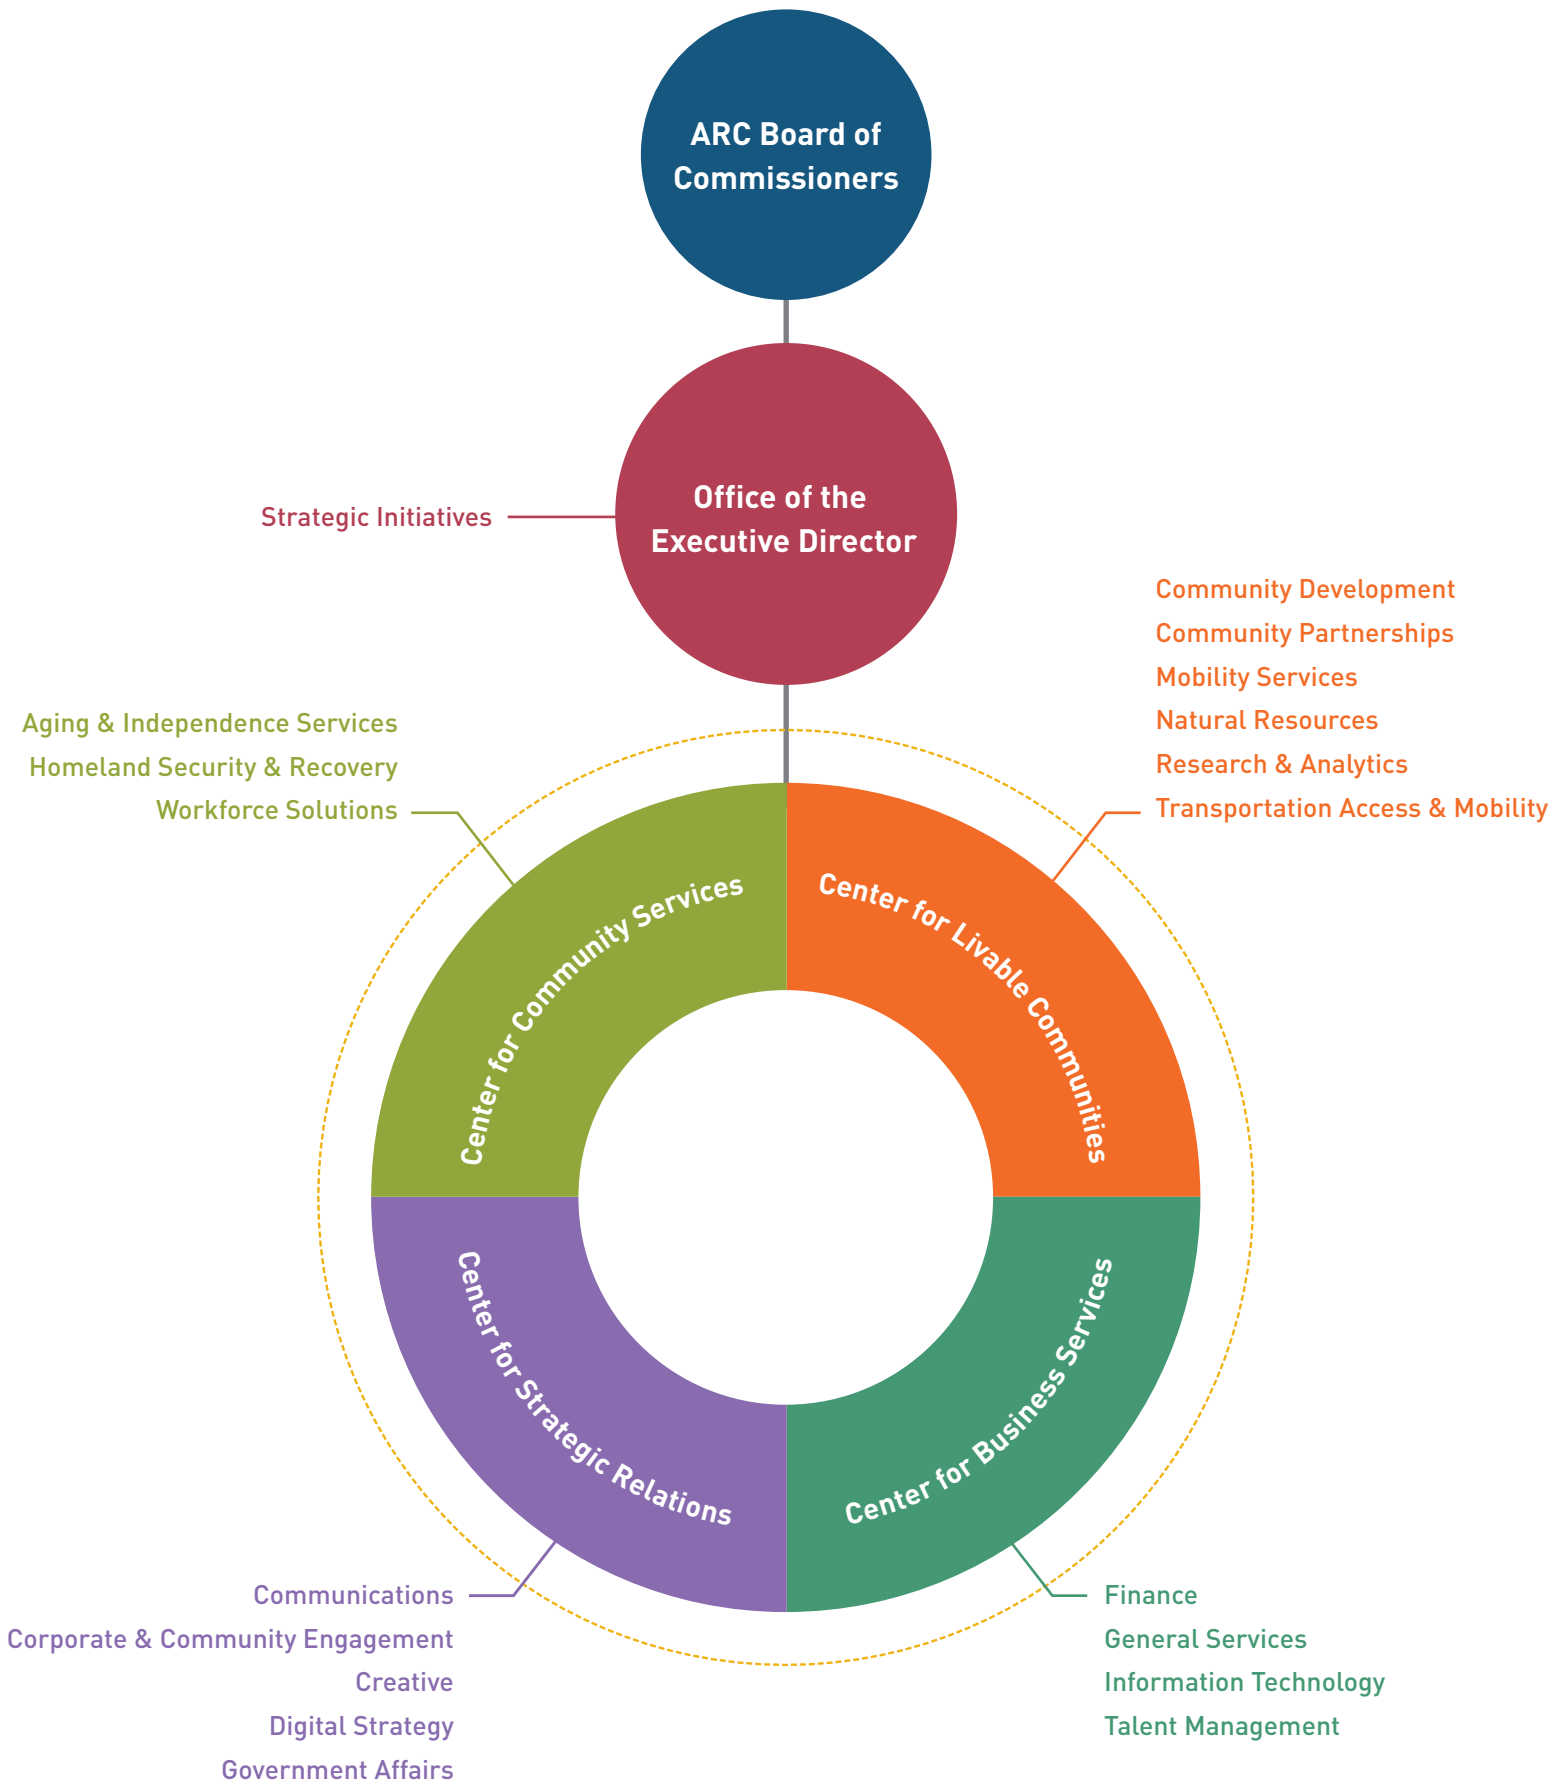 ARC Board of
Commissioners
Office of the
Executive Director
Strategic Initiatives
Community Development
Community Partnerships
Mobility Services
Natural Resources
Research & Analytics
Transportation Access & Mobility
Aging & Independence Services
Homeland Security & Recovery
Workforce Solutions
Center for Community Services
Center for Livable Communities
Center for Strategic Relations
Center for Business Services
Communications
Corporate & Community Engagement
Creative
Digital Strategy
Government Affairs
Finance
General Services
Information Technology
Talent Management